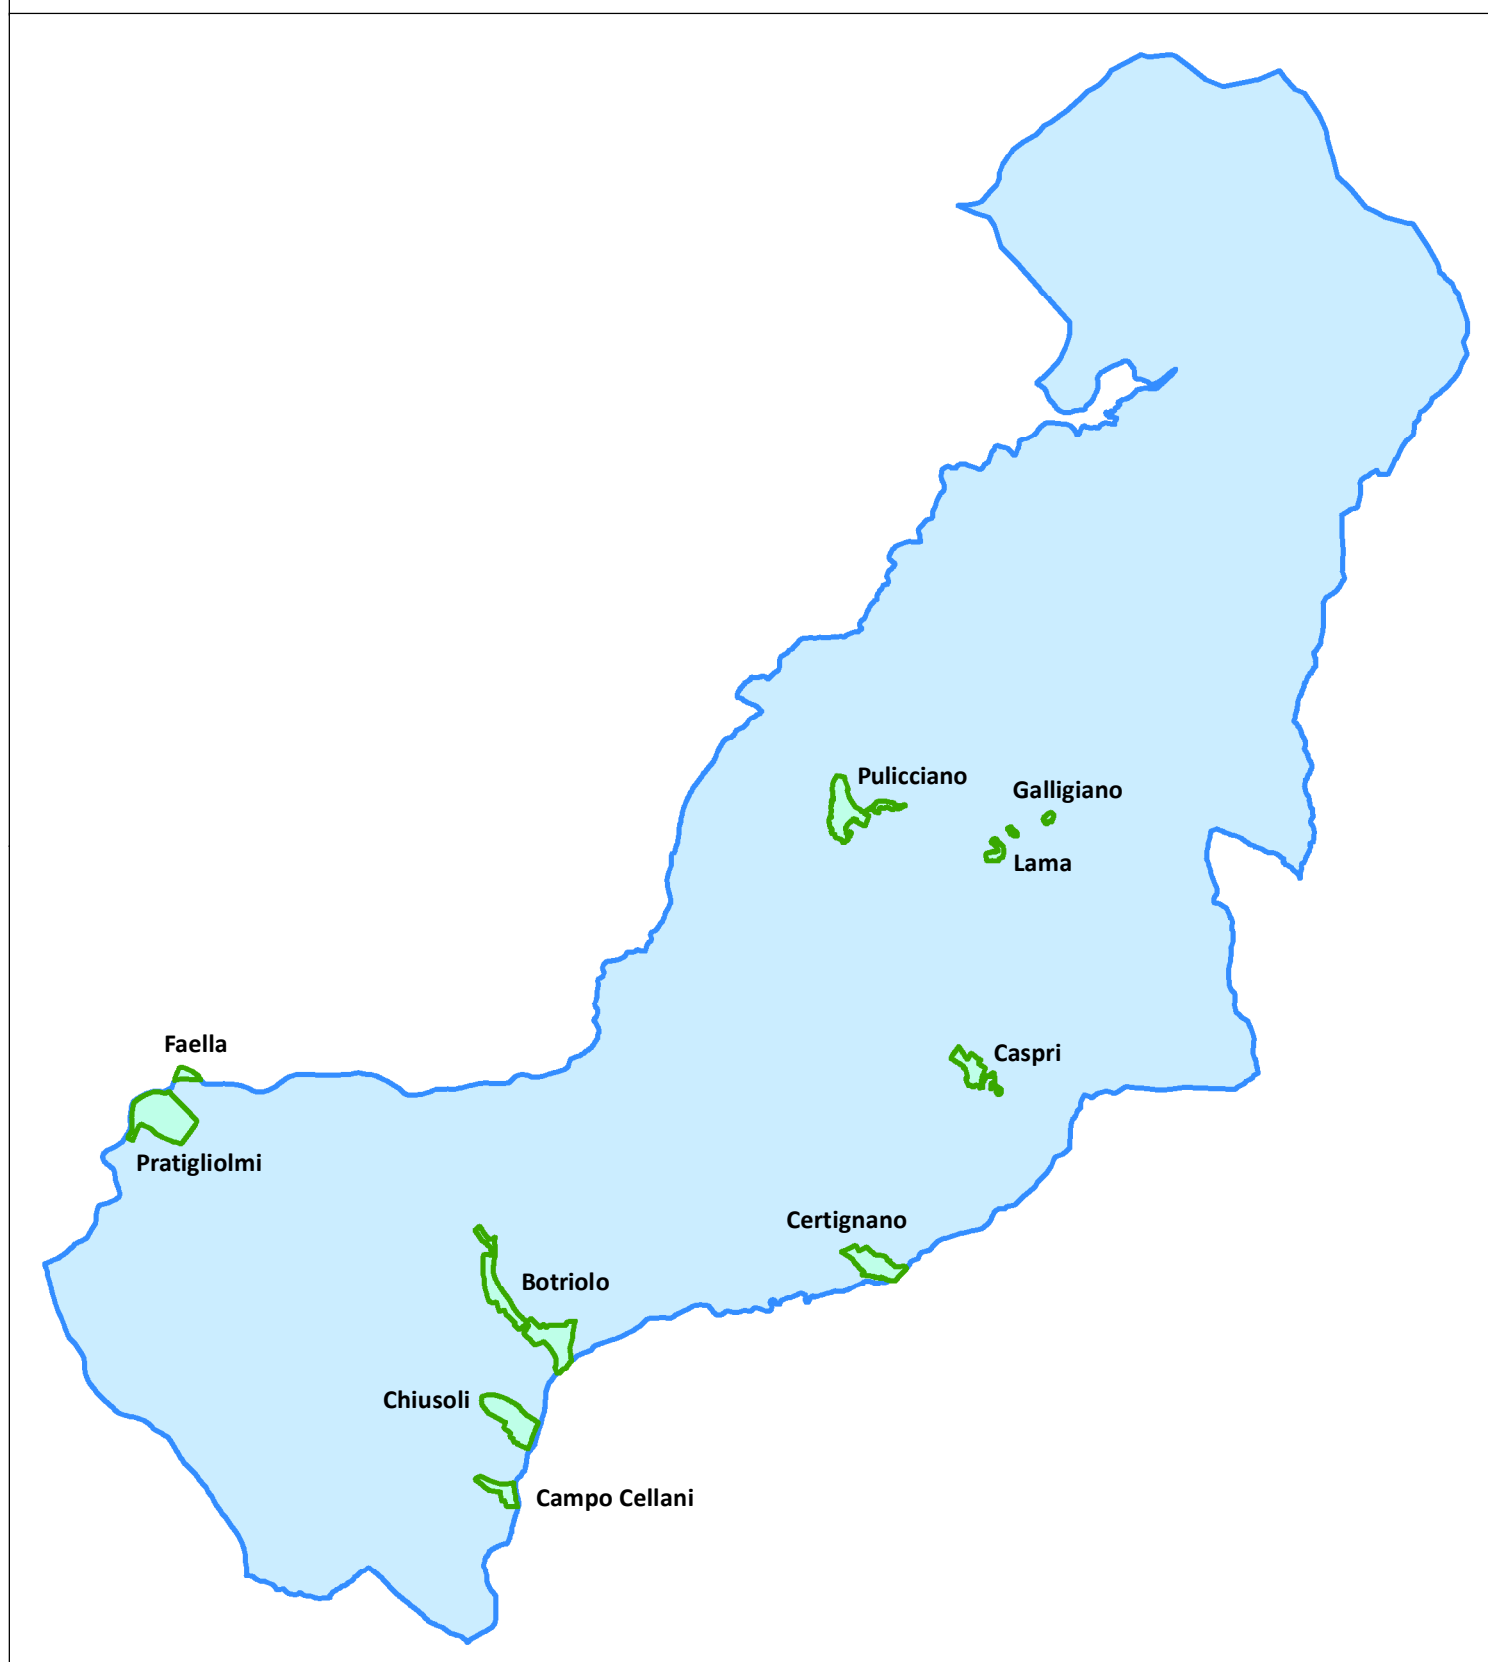 Pulicciano
Galligiano
Lama
Faella
Caspri
Pratigliolmi
Certignano
Botriolo
Chiusoli
Campo Cellani